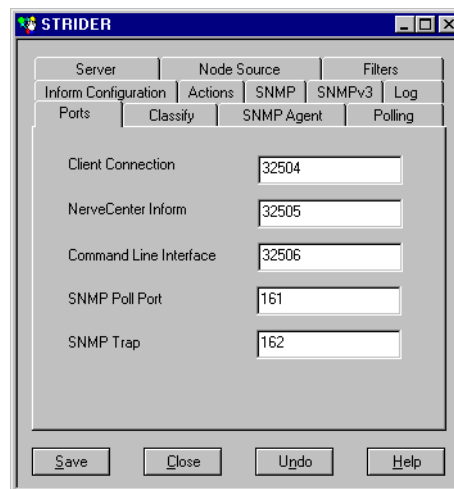 STRIDER
Server Node Source Filters
Inform Configuration Actions SNMP SNMPv3 Log
Ports Classify SNMP Agent Polling
Client Connection 32504
NerveCenter Inform 32505
Command Line Interface 32506
SNMP Poll Port 161
SNMP Trap 162
Save Close Undo Help